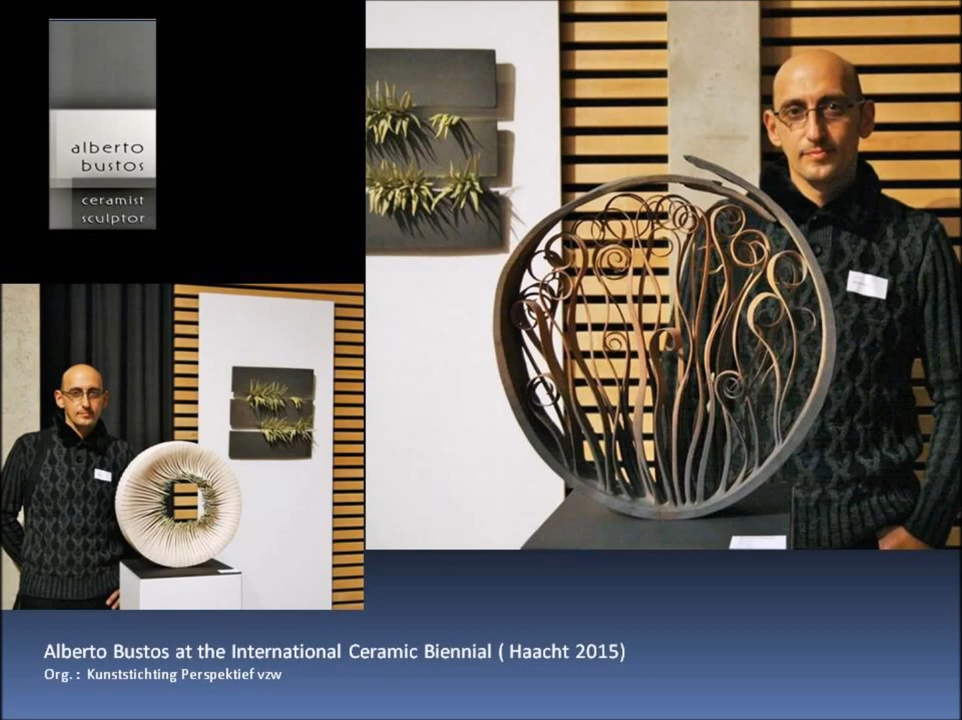 alberto
bustos
ceramist
sculptor
Alberto Bustos at the International Ceramic Biennial ( Haacht 2015)
Org. : Kunststichting Perspektief vzw